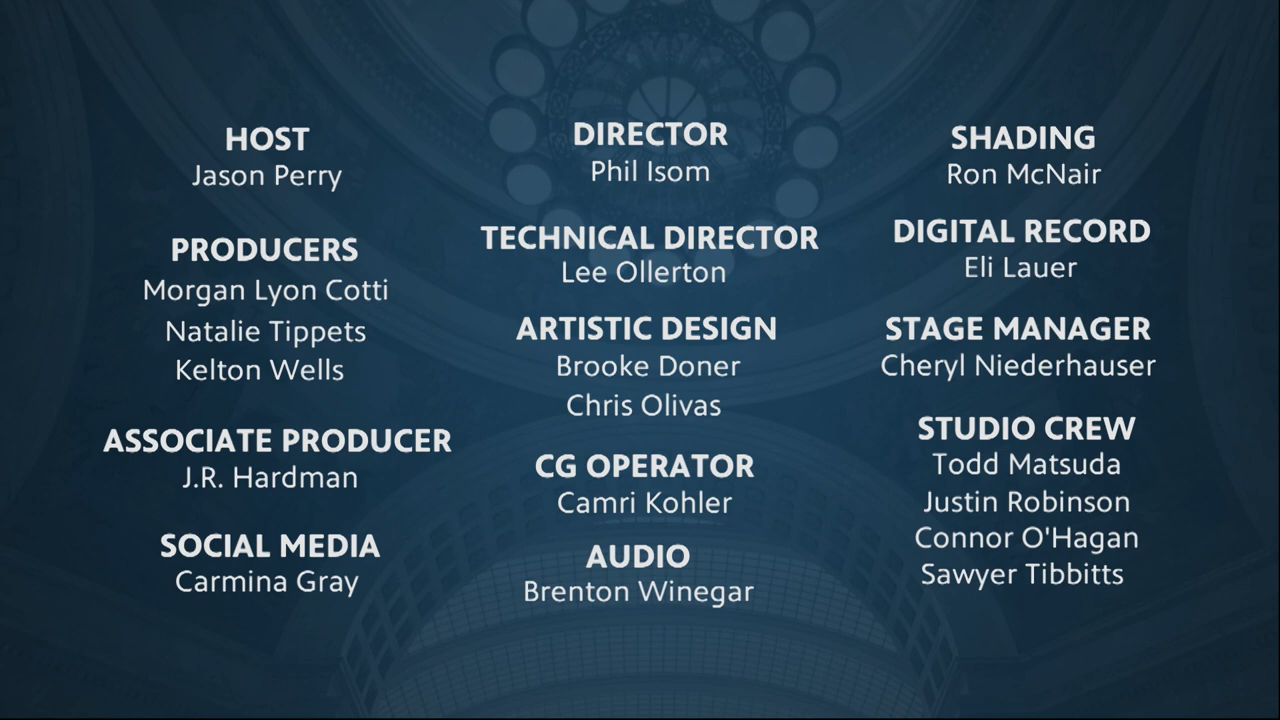 HOST
Jason Perry
PRODUCERS
Morgan Lyon Cotti
Natalie Tippets
Kelton Wells
ASSOCIATE PRODUCER
J.R. Hardman
SOCIAL MEDIA
Carmina Gray
DIRECTOR
Phil Isom
TECHNICAL DIRECTOR
Lee Ollerton
ARTISTIC DESIGN
Brooke Doner
Chris Olivas
CG OPERATOR
Camri Kohler
AUDIO
Brenton Winegar
SHADING
Ron McNair
DIGITAL RECORD
Eli Lauer
STAGE MANAGER
Cheryl Niederhauser
STUDIO CREW
Todd Matsuda
Justin Robinson
Connor O'Hagan
Sawyer Tibbitts